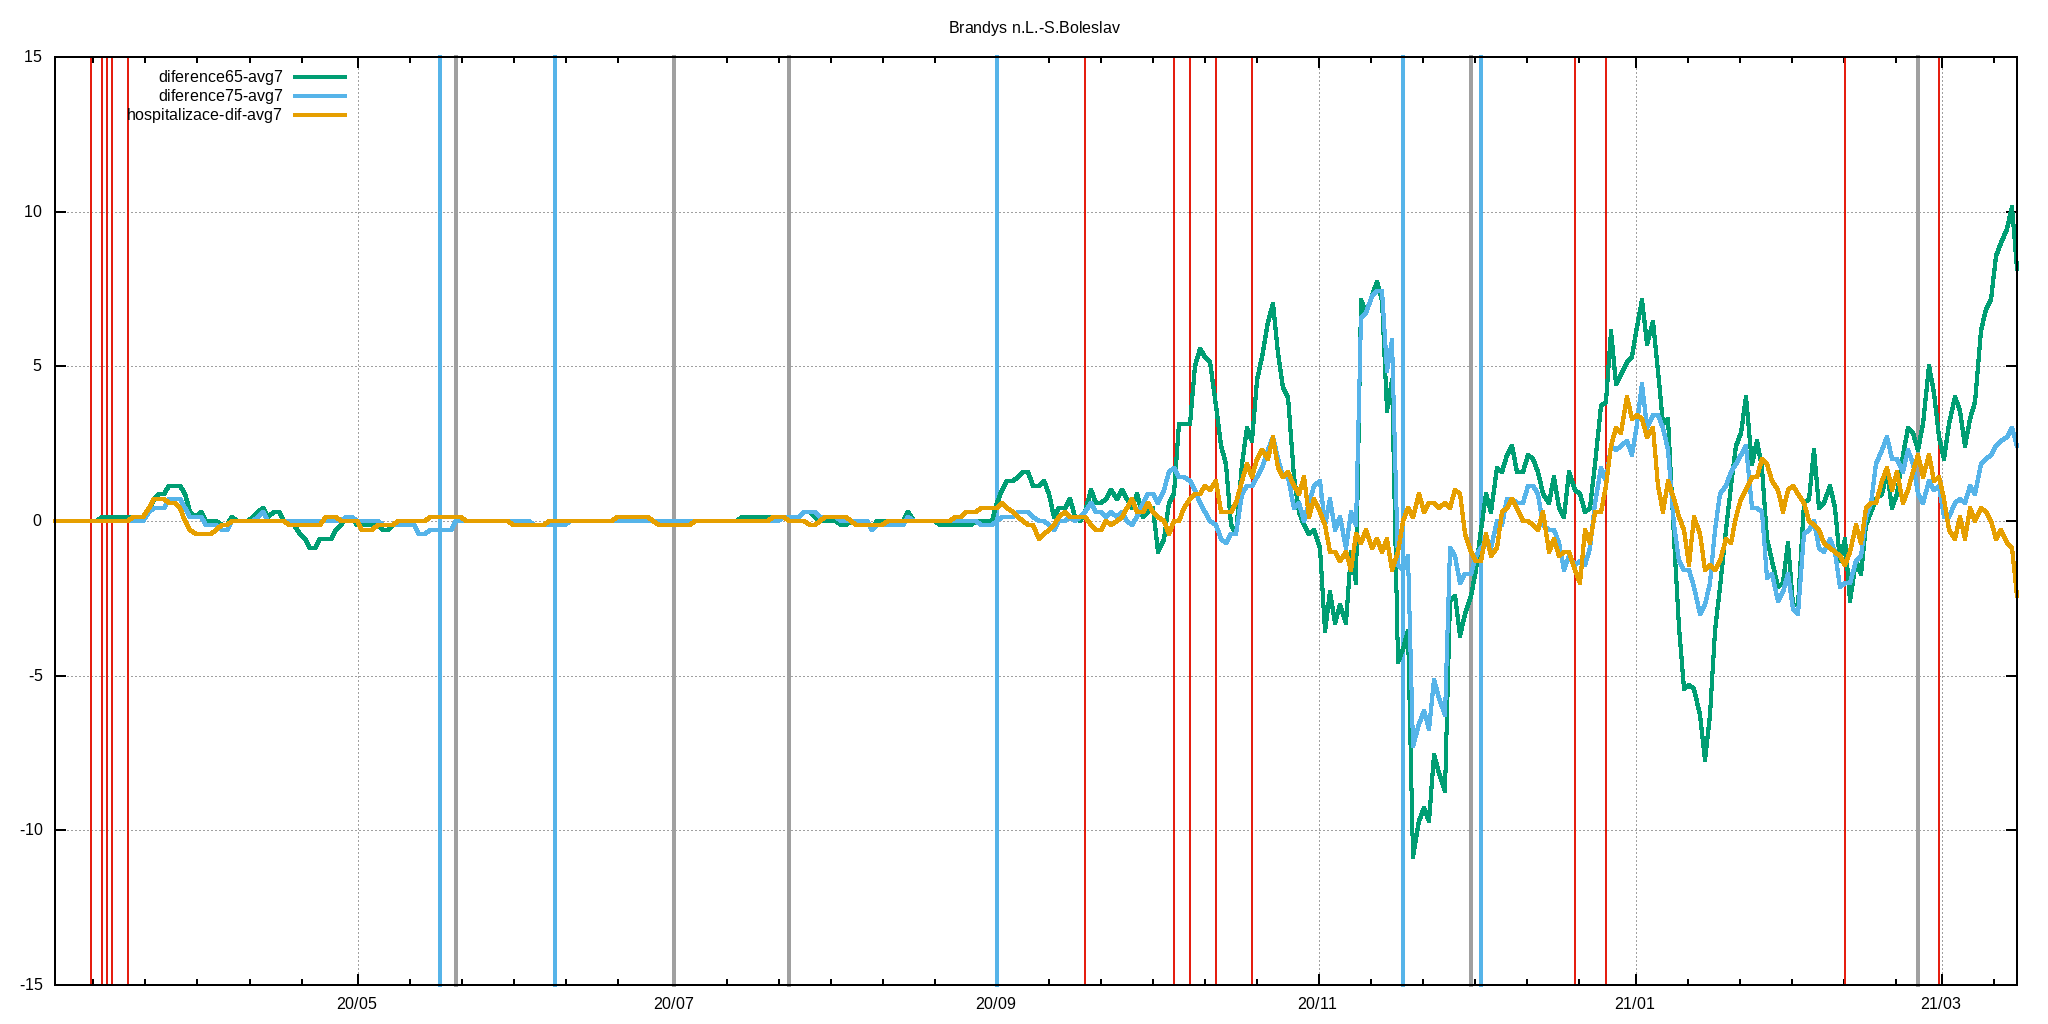 Brandys n.L.-S.Boleslav
15
diference65-avg7
diference75-avg7
hospitalizace-dif-avg7
10
5
0
-5
-10
-15
20/05 20/07 20/09 20/11 21/01 21/03